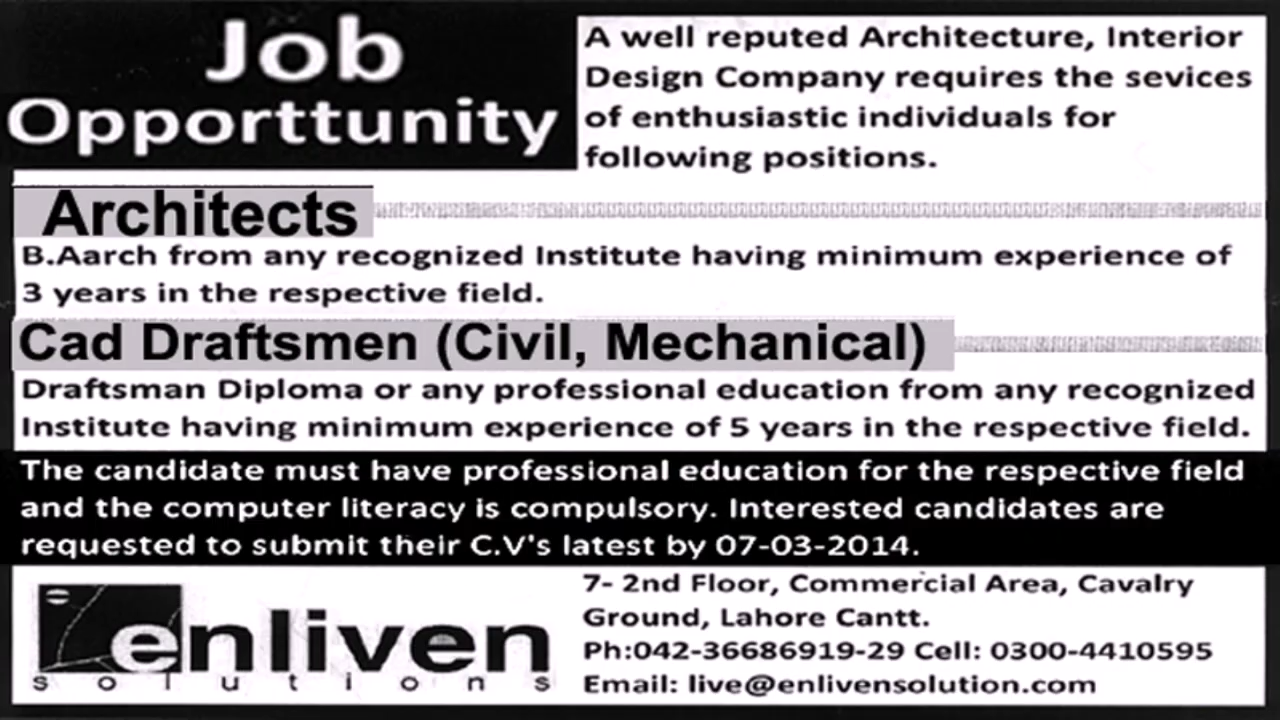 Job
Opporttunity
A well reputed Architecture, Interior
Design Company requires the sevices
of enthusiastic individuals for
following positions.
Architects
B.Aarch from any recognized Institute having minimum experience of
3 years in the respective field.
Cad Draftsmen (Civil, Mechanical)
Draftsman Diploma or any professional education from any recognized
Institute having minimum experience of 5 years in the respective field.
The candidate must have professional education for the respective field
and the computer literacy is compulsory. Interested candidates are
requested to submit their C.V's latest by 07-03-2014.
enliven
solutions
7- 2nd Floor, Commercial Area, Cavalry
Ground, Lahore Cantt.
Ph:042-36686919-29 Cell: 0300-4410595
Email: live@enlivensolution.com